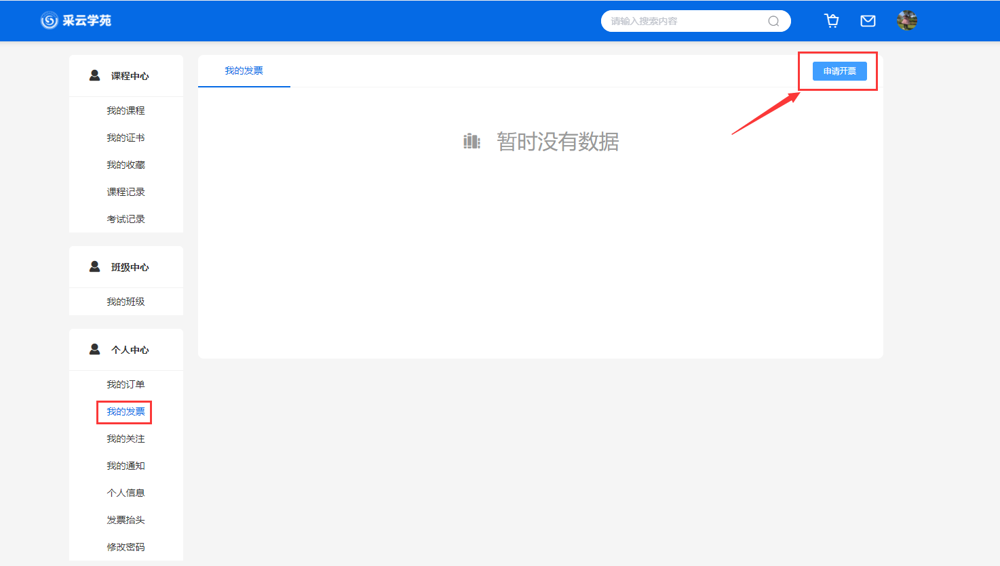 采云学苑
请输入搜索内容
课程中心
我的课程
我的证书
我的收藏
课程记录
考试记录
班级中心
我的班级
个人中心
我的订单
我的发票
我的关注
我的通知
个人信息
发票抬头
修改密码
我的发票
申请开票
暂时没有数据